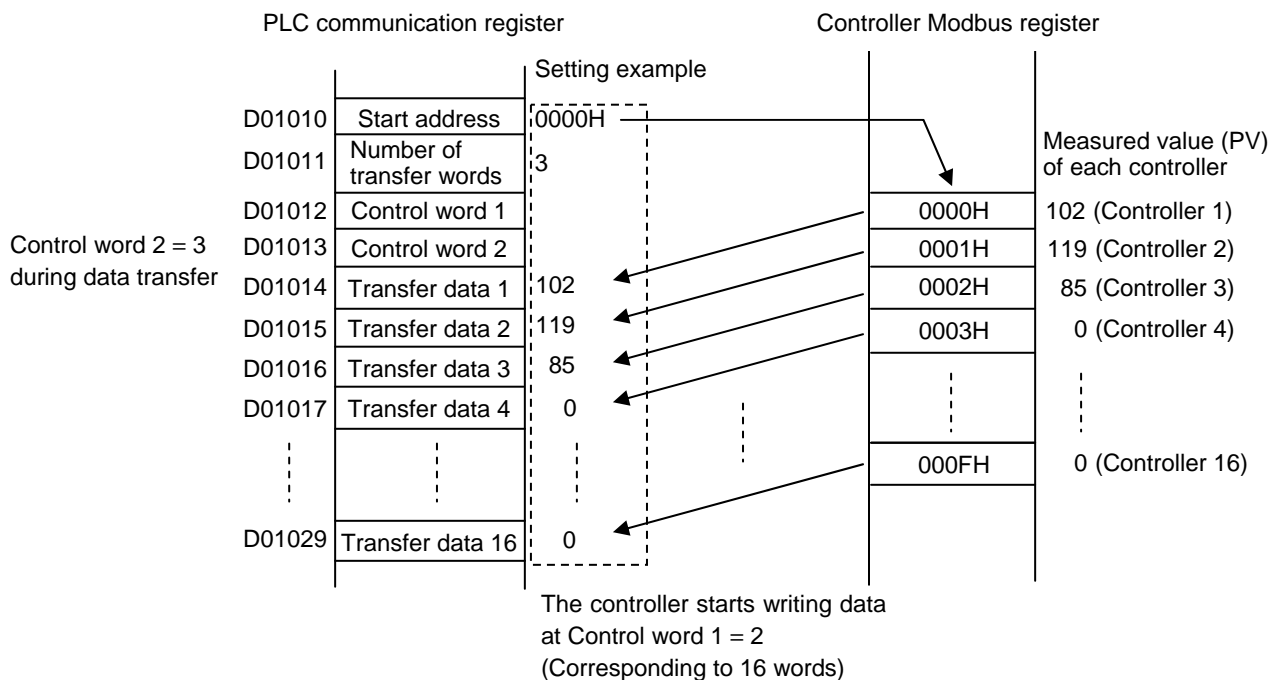 PLC communication register
Controller Modbus register
Setting example
D01010 Start address 0000H
Measured value (PV)
of each controller
D01011 Number of
transfer words 3
D01012 Control word 1
0000H 102 (Controller 1)
Control word 2 = 3
during data transfer
D01013 Control word 2
0001H 119 (Controller 2)
D01014 Transfer data 1 102
0002H 85 (Controller 3)
D01015 Transfer data 2 119
0003H 0 (Controller 4)
D01016 Transfer data 3 85
D01017 Transfer data 4 0
000FH 0 (Controller 16)
D01029 Transfer data 16 0
The controller starts writing data
at Control word 1 = 2
(Corresponding to 16 words)